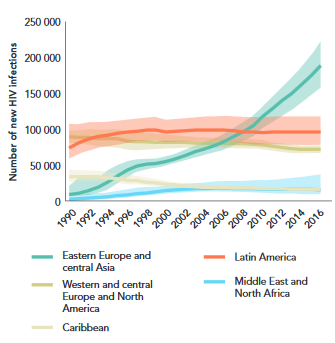 Number of new HIV infections
250 000
200 000
150 000
100 000
50 000
0
1990
1992
1994
1996
1998
2000
2002
2004
2006
2008
2010
2012
2014
2016
Eastern Europe and
central Asia
Western and central
Europe and North
America
Caribbean
Latin America
Middle East and
North Africa